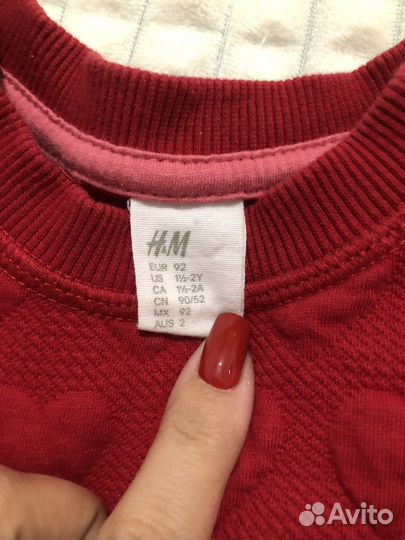 H&M
EUR 92
US 1½-2Y
CA 1½-2A
CN 90/52
MX 92
AUS 2
Avito